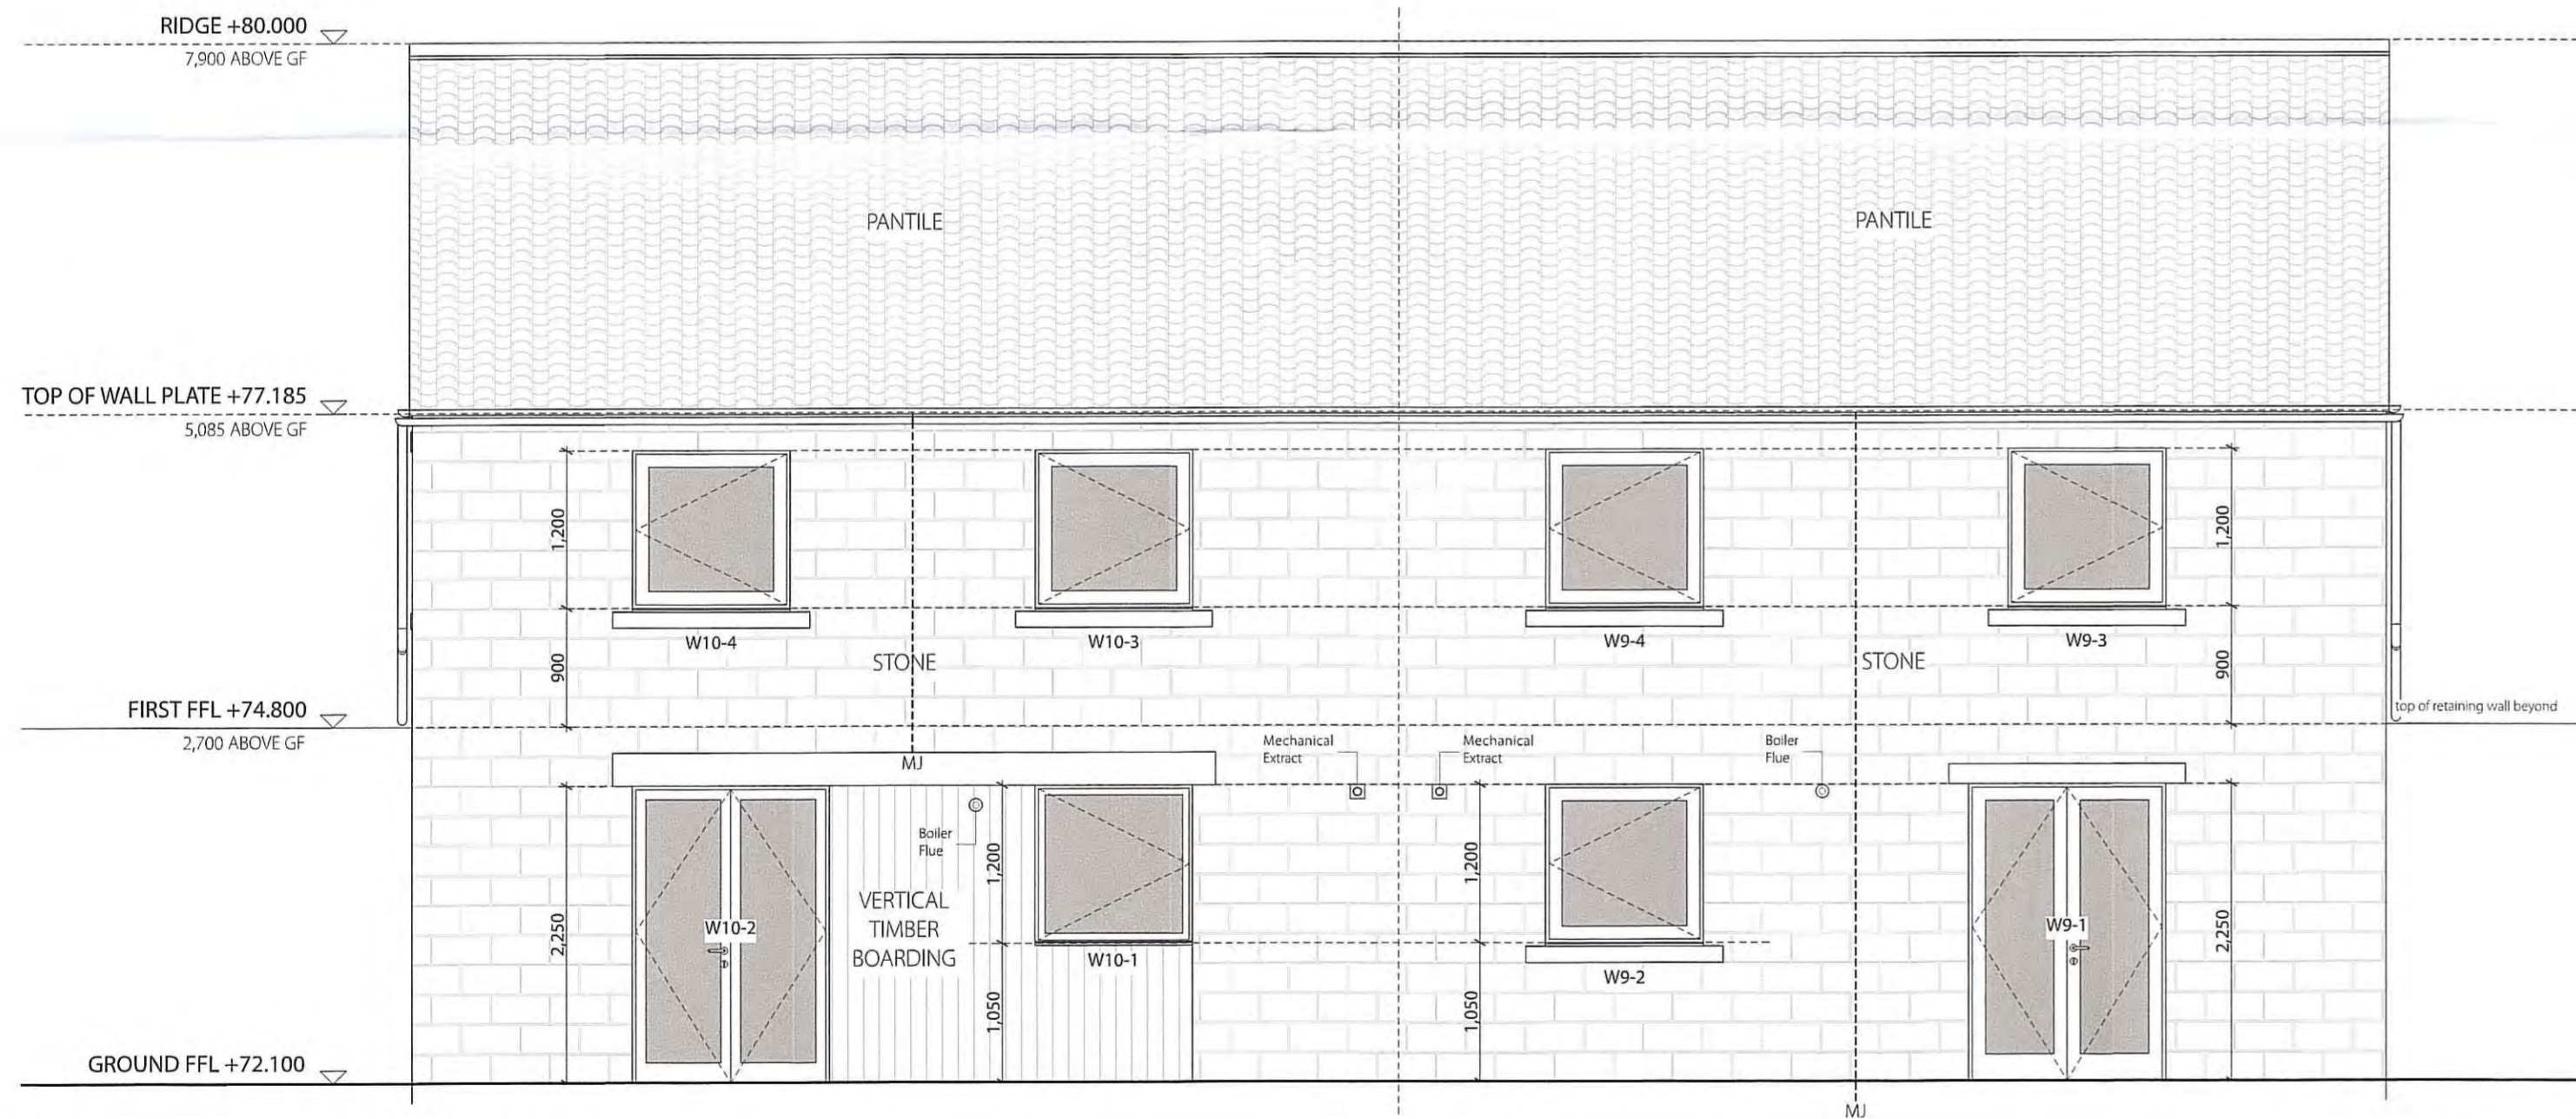 RIDGE +80.000
7,900 ABOVE GF
PANTILE
PANTILE
TOP OF WALL PLATE +77.185
5,085 ABOVE GF
1,200
1,200
W10-4
W10-3
W9-4
W9-3
STONE
STONE
900
900
FIRST FFL +74.800
2,700 ABOVE GF
top of retaining wall beyond
MJ
Mechanical
Extract
Mechanical
Extract
Boiler
Flue
Boiler
Flue
1,200
1,200
VERTICAL
TIMBER
BOARDING
W10-2
W9-1
2,250
2,250
W10-1
W9-2
1,050
1,050
GROUND FFL +72.100
MJ